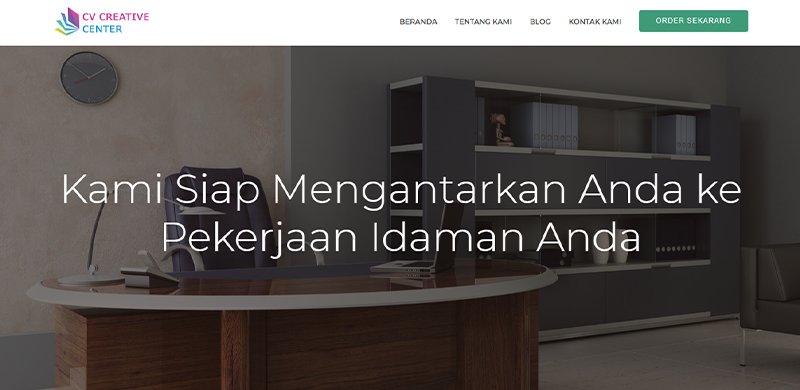 CV CREATIVE
CENTER
BERANDA TENTANG KAMI BLOG KONTAK KAMI ORDER SEKARANG
Kami Siap Mengantarkan Anda ke
Pekerjaan Idaman Anda